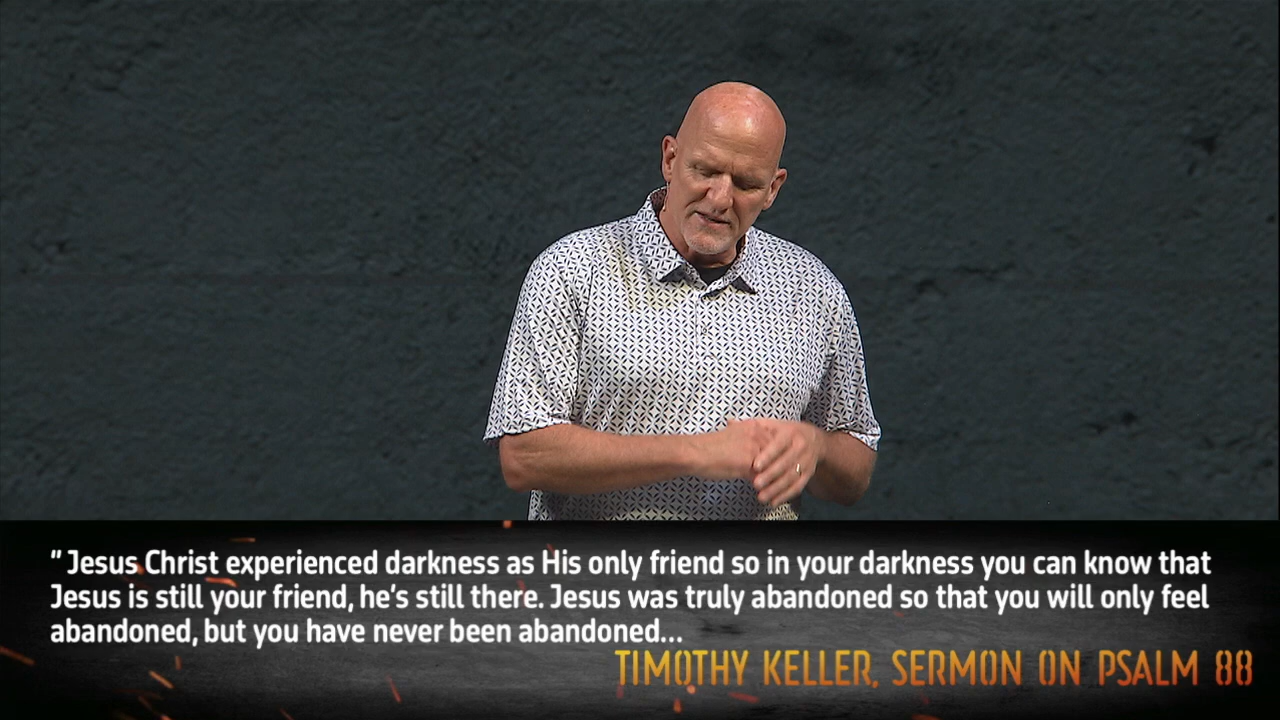 " Jesus Christ experienced darkness as His only friend so in your darkness you can know that
Jesus is still your friend, he's still there. Jesus was truly abandoned so that you will only feel
abandoned, but you have never been abandoned...
TIMOTHY KELLER, SERMON ON PSALM 88